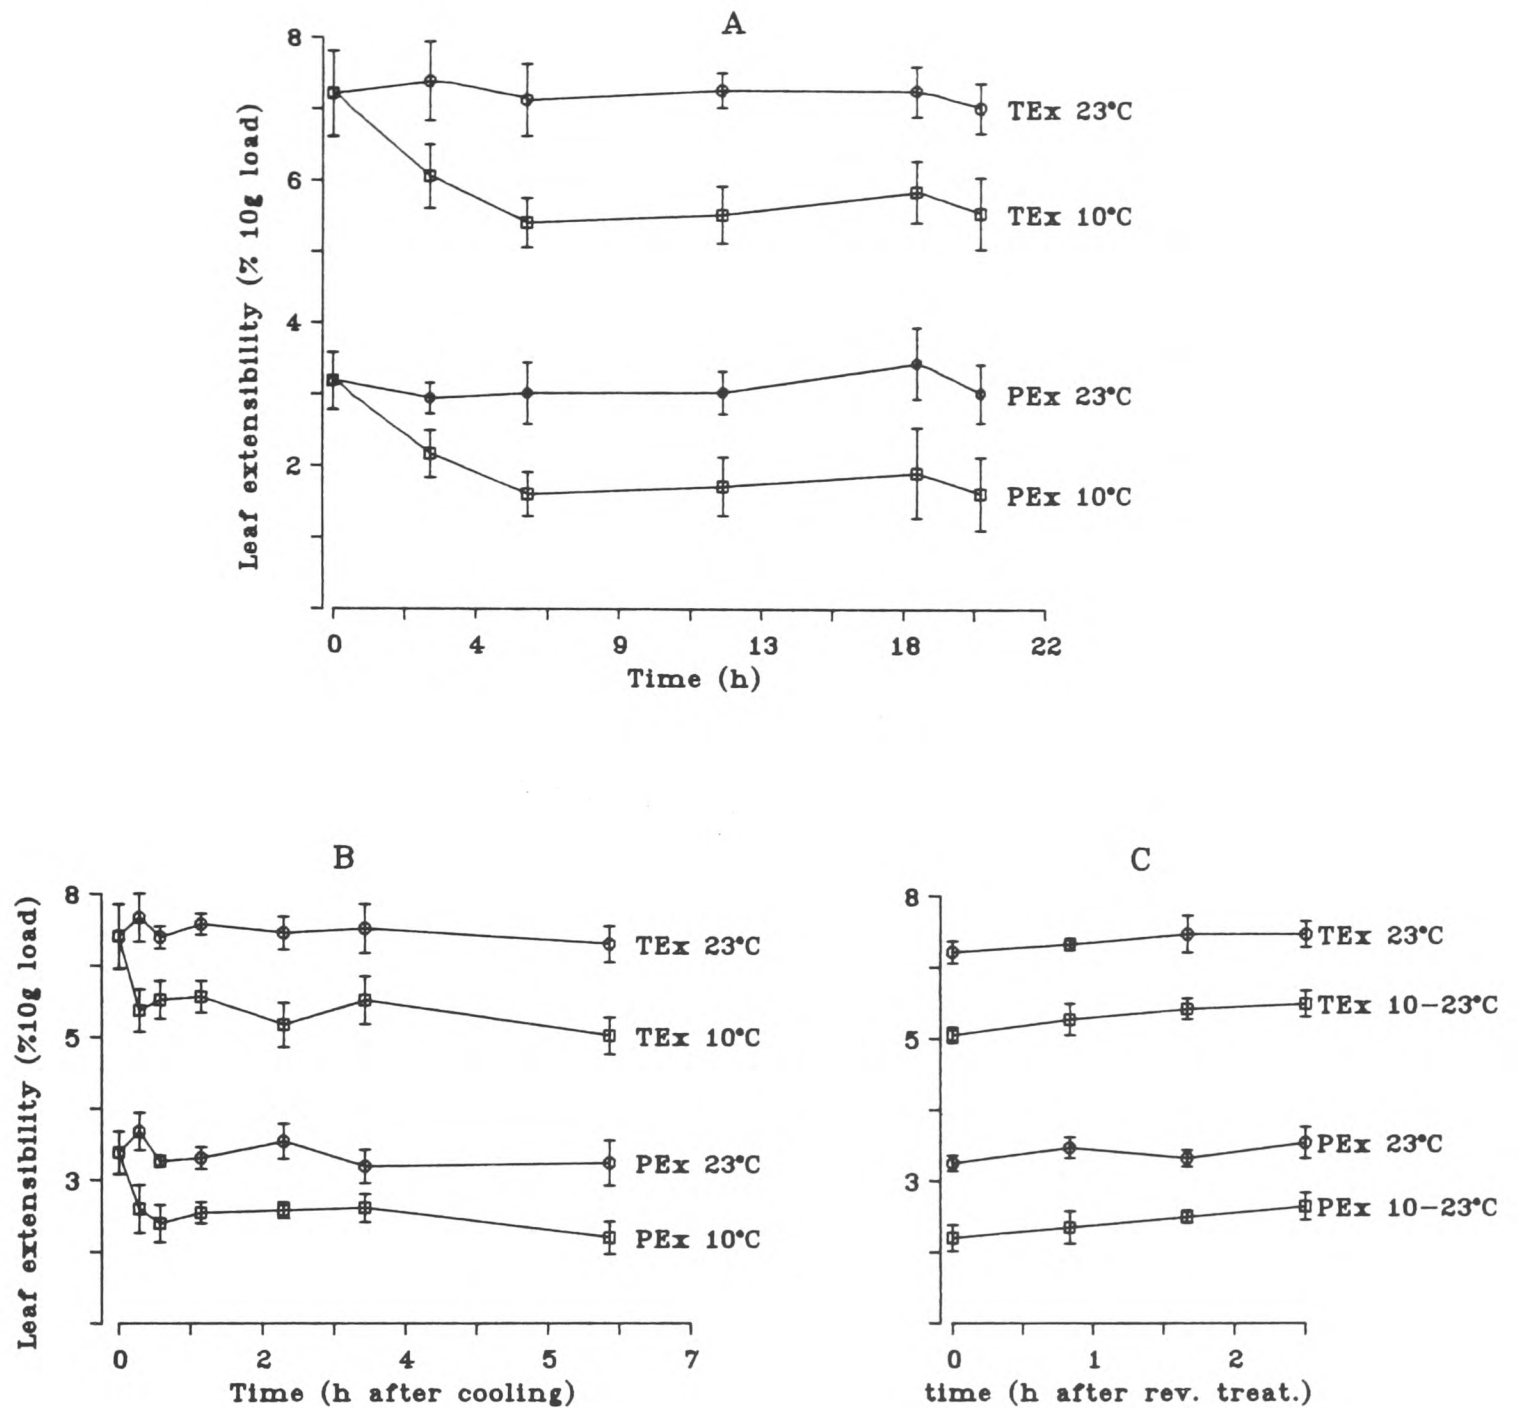 A
8
6
4
2
Leaf extensibility (% 10g load)
TEx 23°C
TEx 10°C
PEx 23°C
PEx 10°C
0 4 9 13 18 22
Time (h)
B
8
5
3
Leaf extensibility (%10g load)
TEx 23°C
TEx 10°C
PEx 23°C
PEx 10°C
0 2 4 5 7
Time (h after cooling)
C
8
5
3
TEx 23°C
TEx 10-23°C
PEx 23°C
PEx 10-23°C
0 1 2
time (h after rev. treat.)